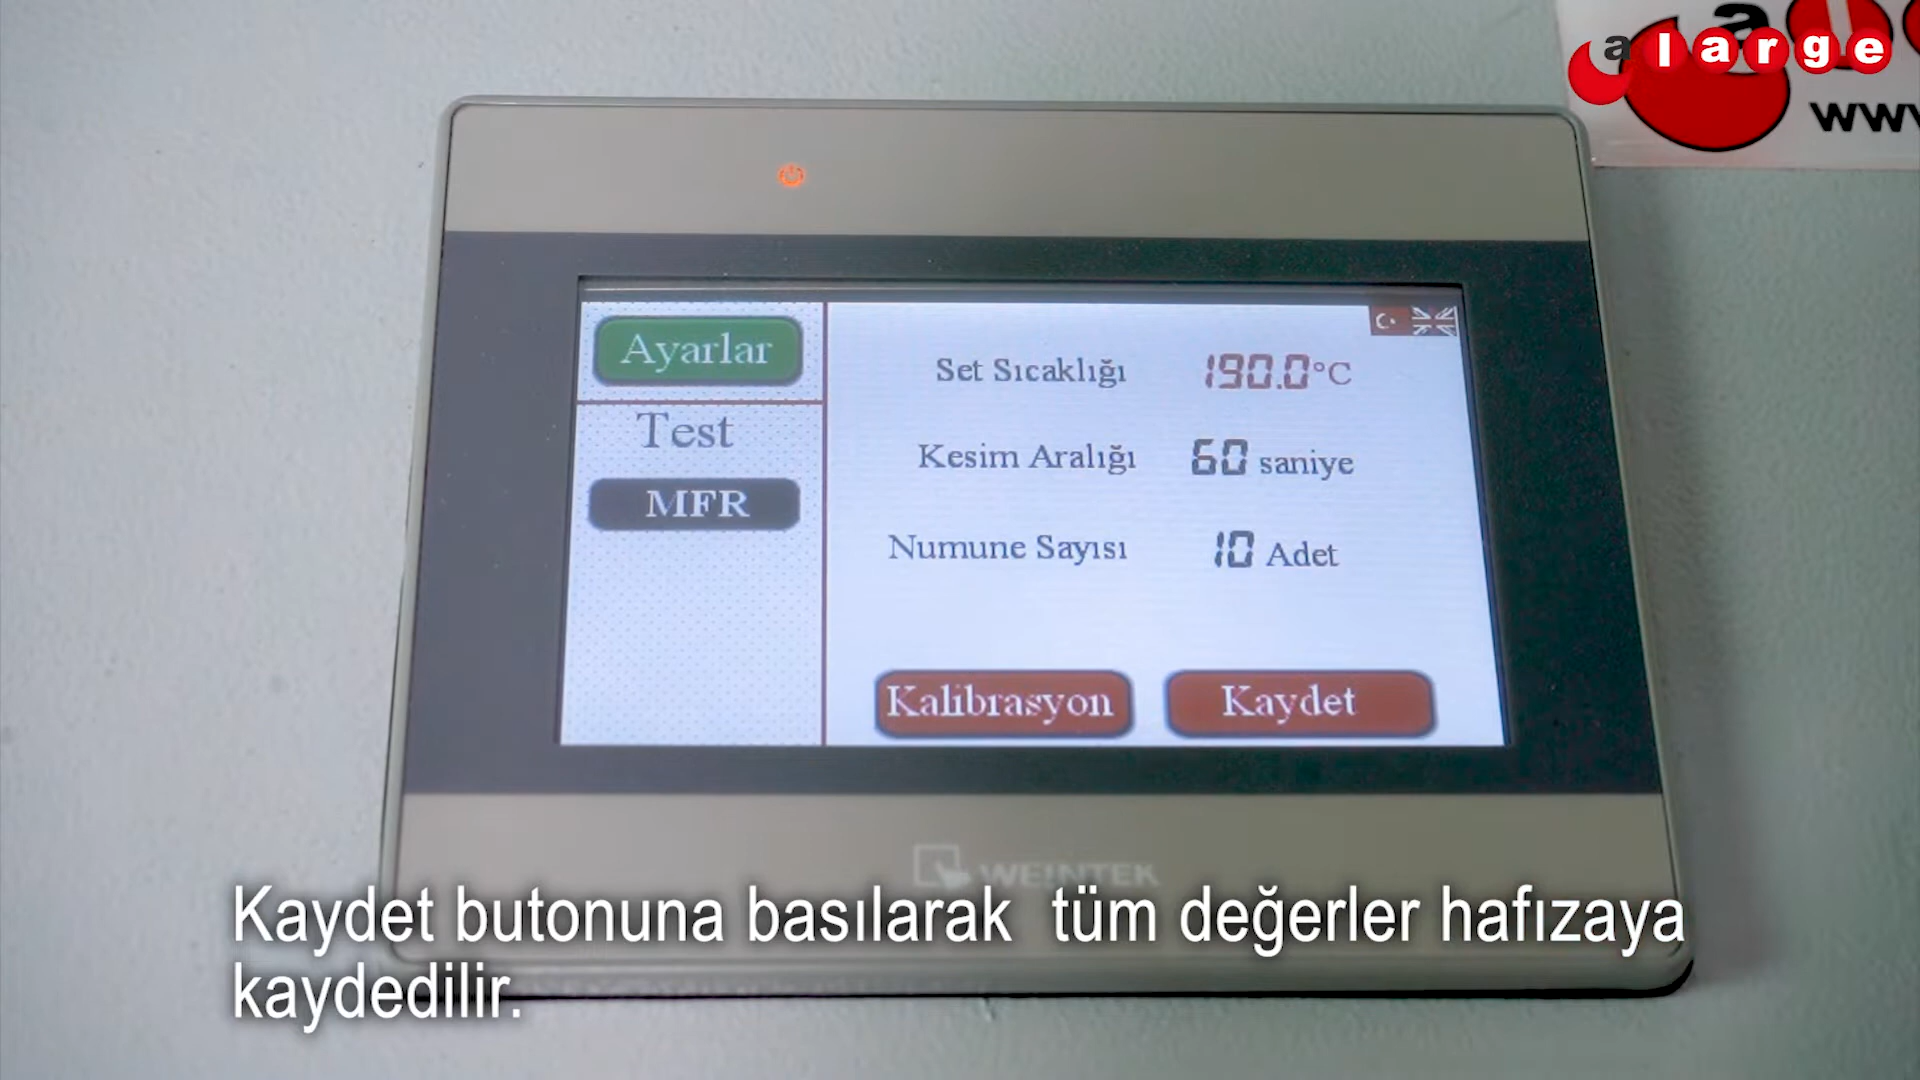 alarge
www
Ayarlar
Test
MFR
Set Sıcaklığı 190.0°C
Kesim Aralığı 60 saniye
Numune Sayısı 10 Adet
Kalibrasyon Kaydet
WEINTEK
Kaydet butonuna basılarak tüm değerler hafızaya
kaydedilir.